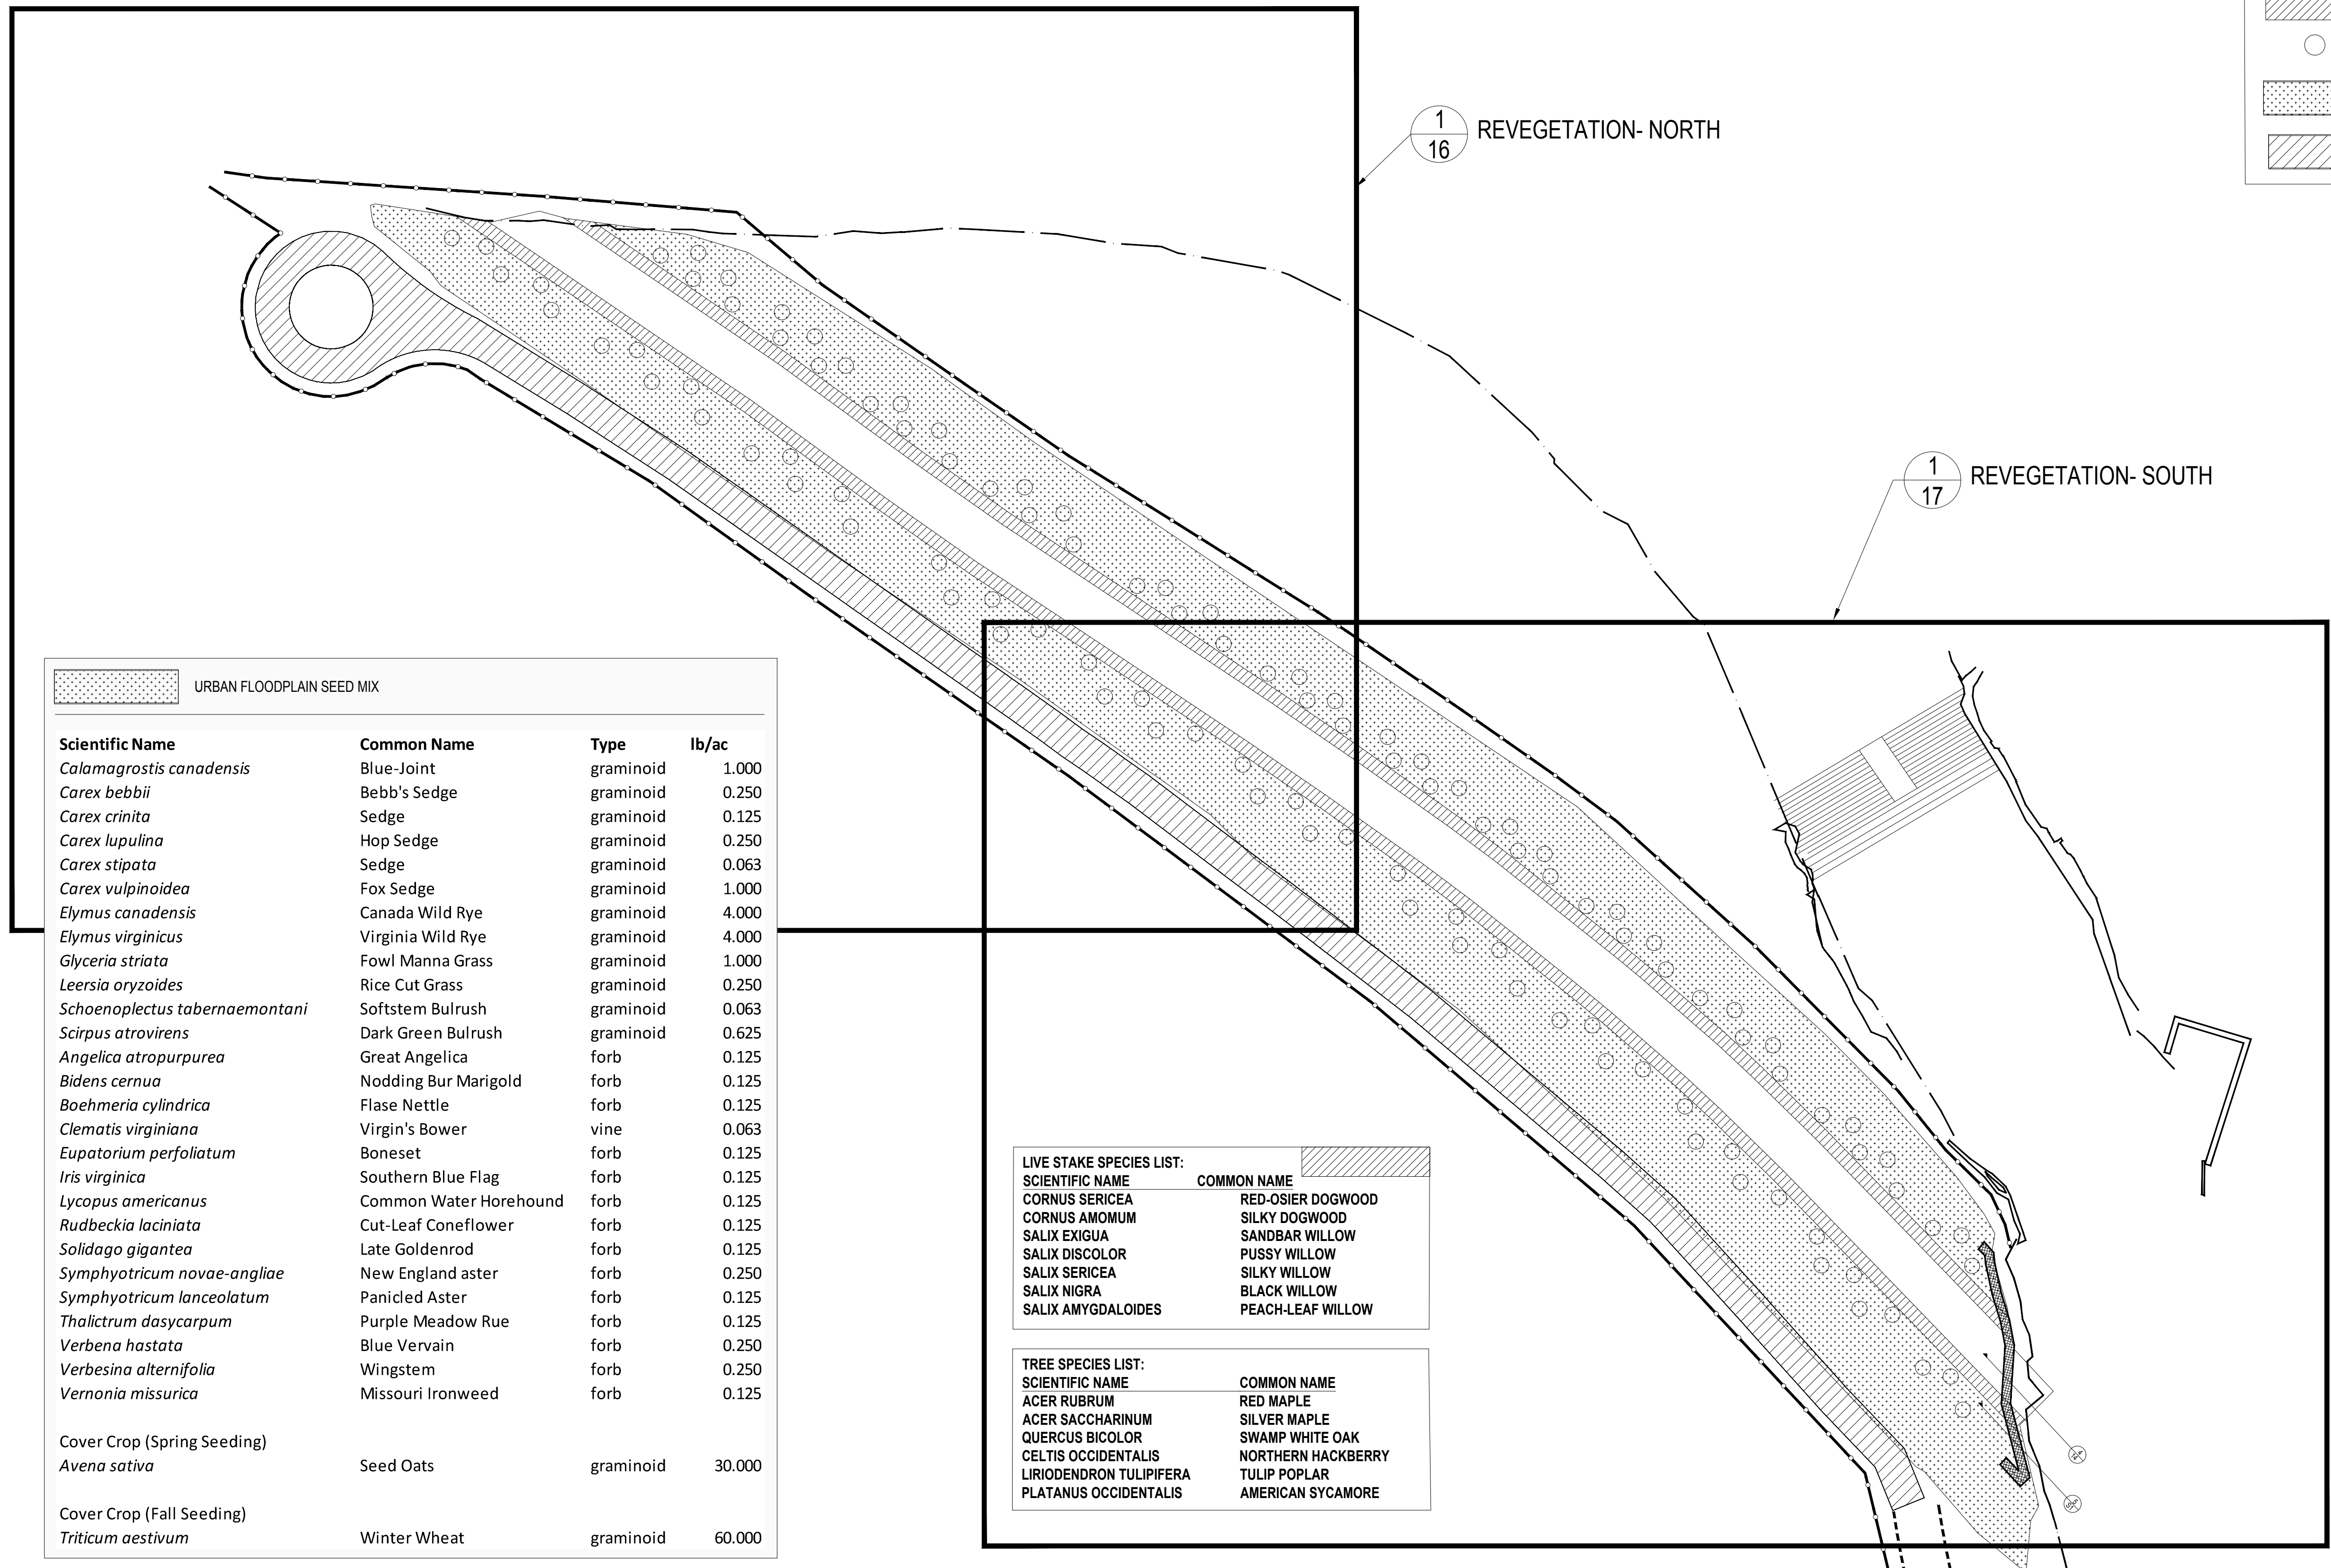 1
16
REVEGETATION- NORTH
1
17
REVEGETATION- SOUTH
URBAN FLOODPLAIN SEED MIX
Scientific Name Common Name Type lb/ac
Calamagrostis canadensis Blue-Joint graminoid 1.000
Carex bebbii Bebb's Sedge graminoid 0.250
Carex crinita Sedge graminoid 0.125
Carex lupulina Hop Sedge graminoid 0.250
Carex stipata Sedge graminoid 0.063
Carex vulpinoidea Fox Sedge graminoid 1.000
Elymus canadensis Canada Wild Rye graminoid 4.000
Elymus virginicus Virginia Wild Rye graminoid 4.000
Glyceria striata Fowl Manna Grass graminoid 1.000
Leersia oryzoides Rice Cut Grass graminoid 0.250
Schoenoplectus tabernaemontani Softstem Bulrush graminoid 0.063
Scirpus atrovirens Dark Green Bulrush graminoid 0.625
Angelica atropurpurea Great Angelica forb 0.125
Bidens cernua Nodding Bur Marigold forb 0.125
Boehmeria cylindrica Flase Nettle forb 0.125
Clematis virginiana Virgin's Bower vine 0.063
Eupatorium perfoliatum Boneset forb 0.125
Iris virginica Southern Blue Flag forb 0.125
Lycopus americanus Common Water Horehound forb 0.125
Rudbeckia laciniata Cut-Leaf Coneflower forb 0.125
Solidago gigantea Late Goldenrod forb 0.125
Symphyotricum novae-angliae New England aster forb 0.250
Symphyotricum lanceolatum Panicled Aster forb 0.125
Thalictrum dasycarpum Purple Meadow Rue forb 0.125
Verbena hastata Blue Vervain forb 0.250
Verbesina alternifolia Wingstem forb 0.250
Vernonia missurica Missouri Ironweed forb 0.125
Cover Crop (Spring Seeding)
Avena sativa Seed Oats graminoid 30.000
Cover Crop (Fall Seeding)
Triticum aestivum Winter Wheat graminoid 60.000
LIVE STAKE SPECIES LIST:
SCIENTIFIC NAME COMMON NAME
CORNUS SERICEA RED-OSIER DOGWOOD
CORNUS AMOMUM SILKY DOGWOOD
SALIX EXIGUA SANDBAR WILLOW
SALIX DISCOLOR PUSSY WILLOW
SALIX SERICEA SILKY WILLOW
SALIX NIGRA BLACK WILLOW
SALIX AMYGDALOIDES PEACH-LEAF WILLOW
TREE SPECIES LIST:
SCIENTIFIC NAME COMMON NAME
ACER RUBRUM RED MAPLE
ACER SACCHARINUM SILVER MAPLE
QUERCUS BICOLOR SWAMP WHITE OAK
CELTIS OCCIDENTALIS NORTHERN HACKBERRY
LIRIODENDRON TULIPIFERA TULIP POPLAR
PLATANUS OCCIDENTALIS AMERICAN SYCAMORE